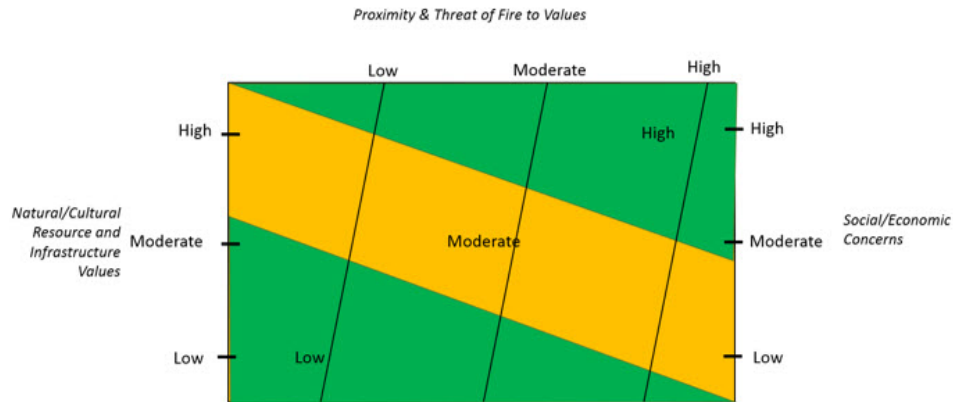 Proximity & Threat of Fire to Values
Low
Moderate
High
High
High
High
Natural/Cultural
Resource and
Infrastructure
Values
Moderate
Moderate
Moderate
Social/Economic
Concerns
Low
Low
Low